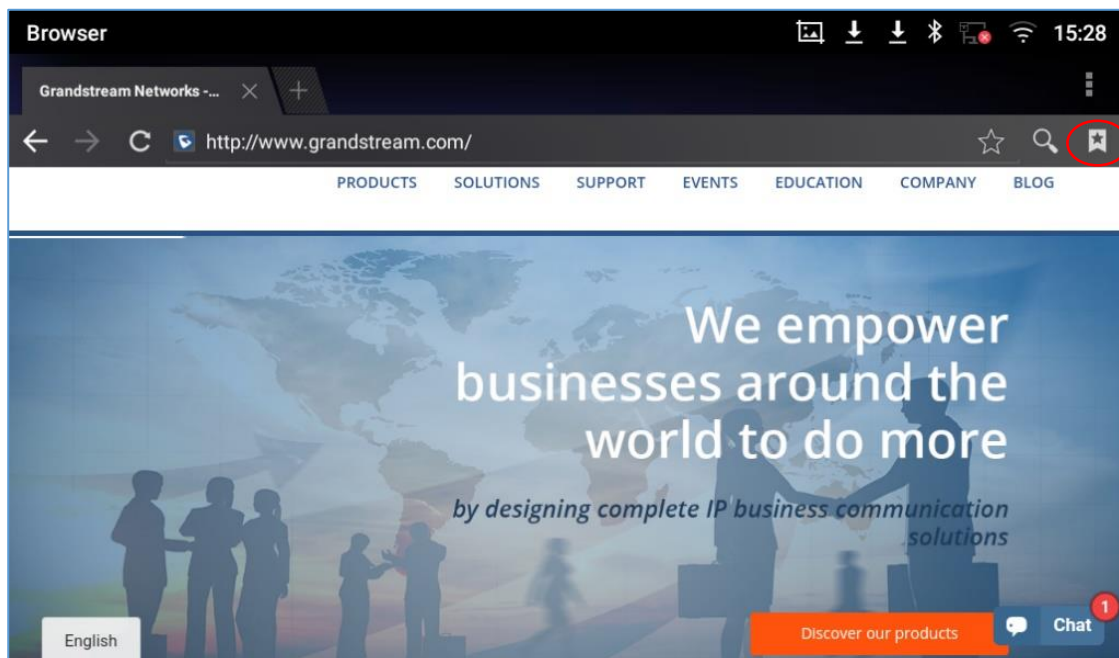 Browser
15:28
Grandstream Networks -...
http://www.grandstream.com/
PRODUCTS SOLUTIONS SUPPORT EVENTS EDUCATION COMPANY BLOG
We empower
businesses around the
world to do more
by designing complete IP business communication
solutions
English
Discover our products
Chat
1